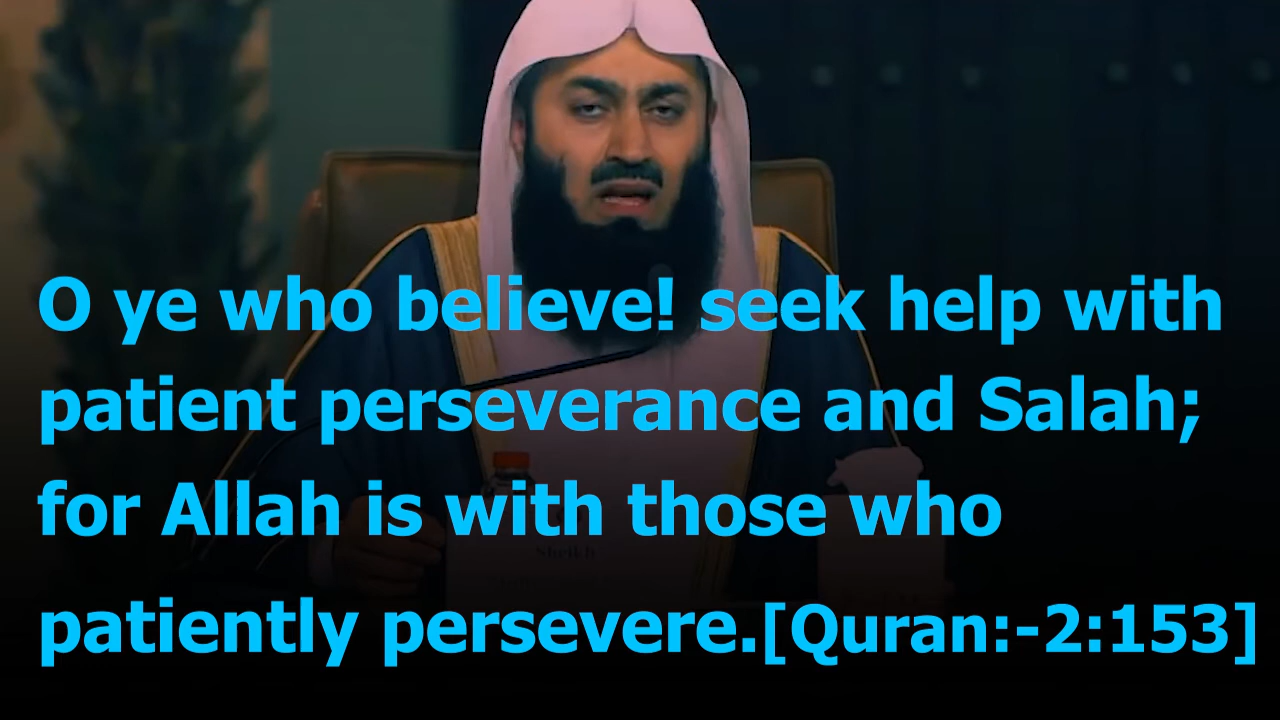 O ye who believe! seek help with
patient perseverance and Salah;
for Allah is with those who
Sheikh
patiently persevere.[Quran:-2:153]